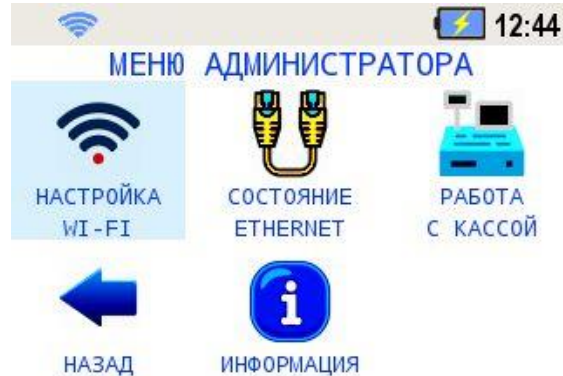 12:44
МЕНЮ АДМИНИСТРАТОРА
НАСТРОЙКА
WI-FI
СОСТОЯНИЕ
ETHERNET
РАБОТА
С КАССОЙ
НАЗАД
ИНФОРМАЦИЯ